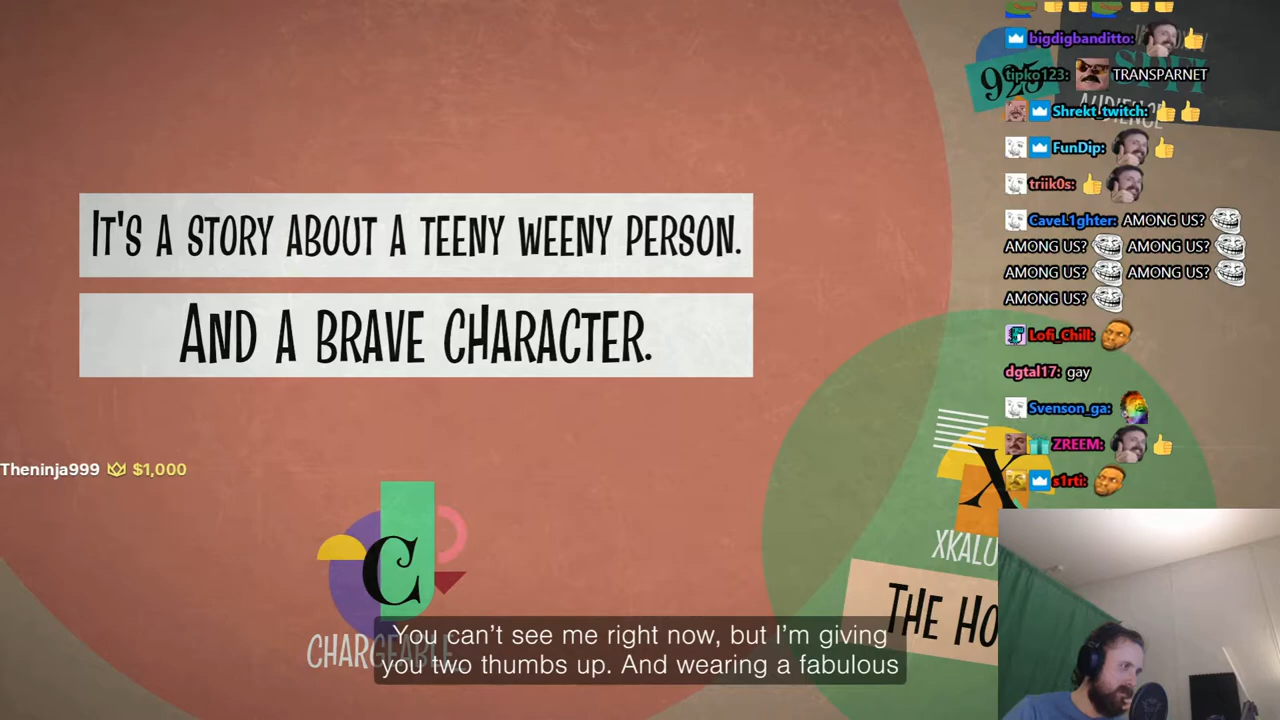 bigdigbanditto:
tipko123: TRANSPARNET
925
AUDIENCE
Shrekt_twitch:
FunDip:
triik0s:
CaveL1ghter: AMONG US?
AMONG US? AMONG US?
AMONG US? AMONG US?
AMONG US?
Lofi_Chill:
dgtal17: gay
Svenson_ga:
ZREEM:
s1rti:
IT'S A STORY ABOUT A TEENY WEENY PERSON.
AND A BRAVE CHARACTER.
Theninja999 $1,000
C
CHARGEABLE
X
XKALU
THE HO
You can't see me right now, but I'm giving
you two thumbs up. And wearing a fabulous